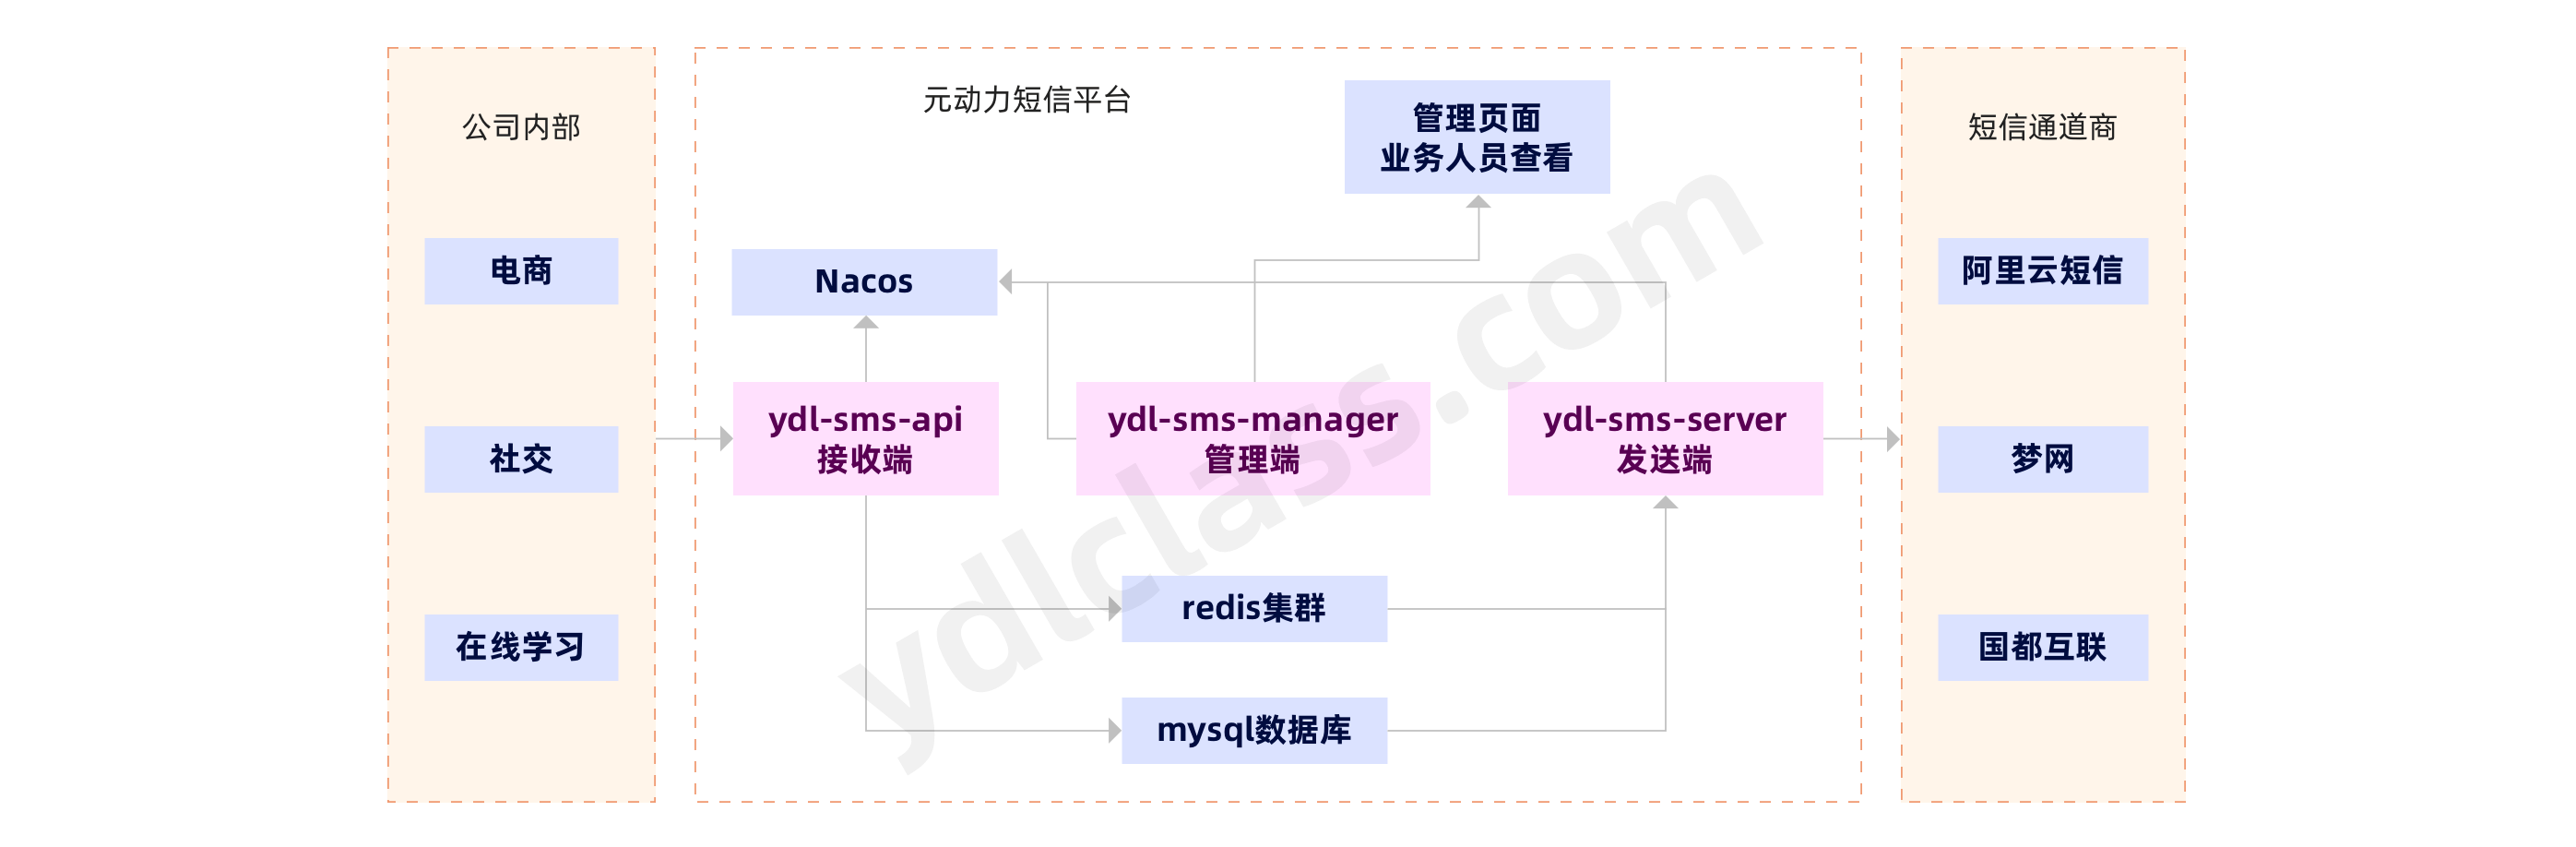 公司内部
电商
社交
在线学习
元动力短信平台
管理页面
业务人员查看
Nacos
ydl-sms-api
接收端
ydl-sms-manager
管理端
ydl-sms-server
发送端
redis集群
mysql数据库
短信通道商
阿里云短信
梦网
国都互联
ydlclass.com